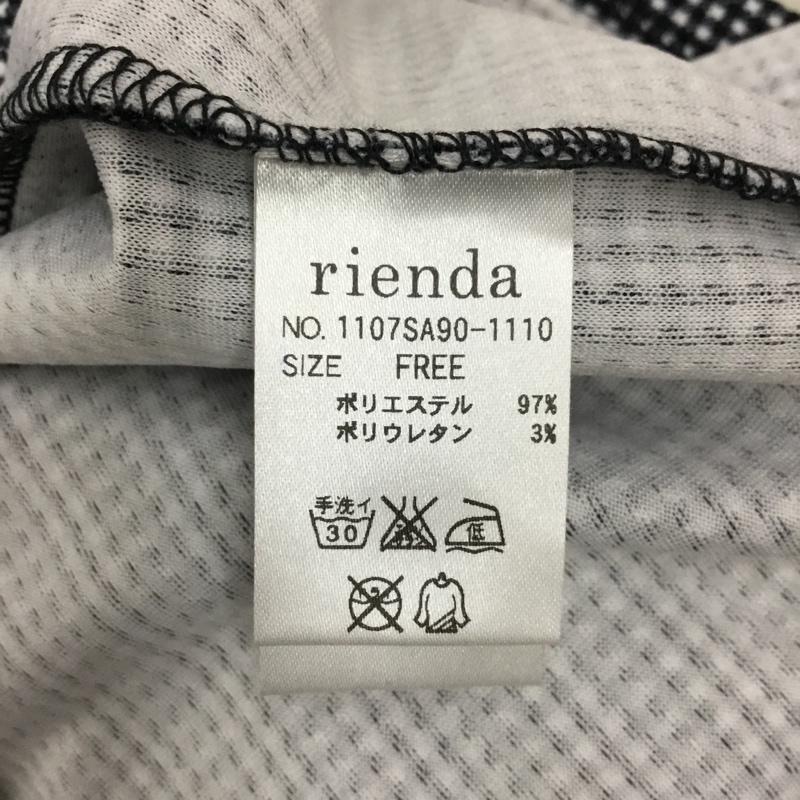 rienda
NO. 1107SA90-1110
SIZE FREE
ポリエステル 97%
ポリウレタン 3%
手洗イ
30
低